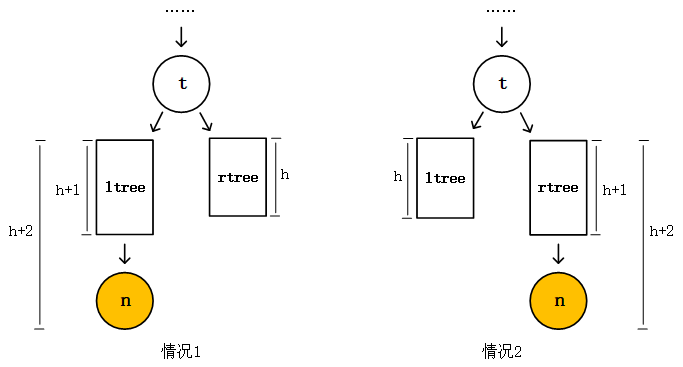 …… ……
t t
ltree rtree ltree rtree
h+1 h h h+1
h+2 h+2
n n
情况1 情况2